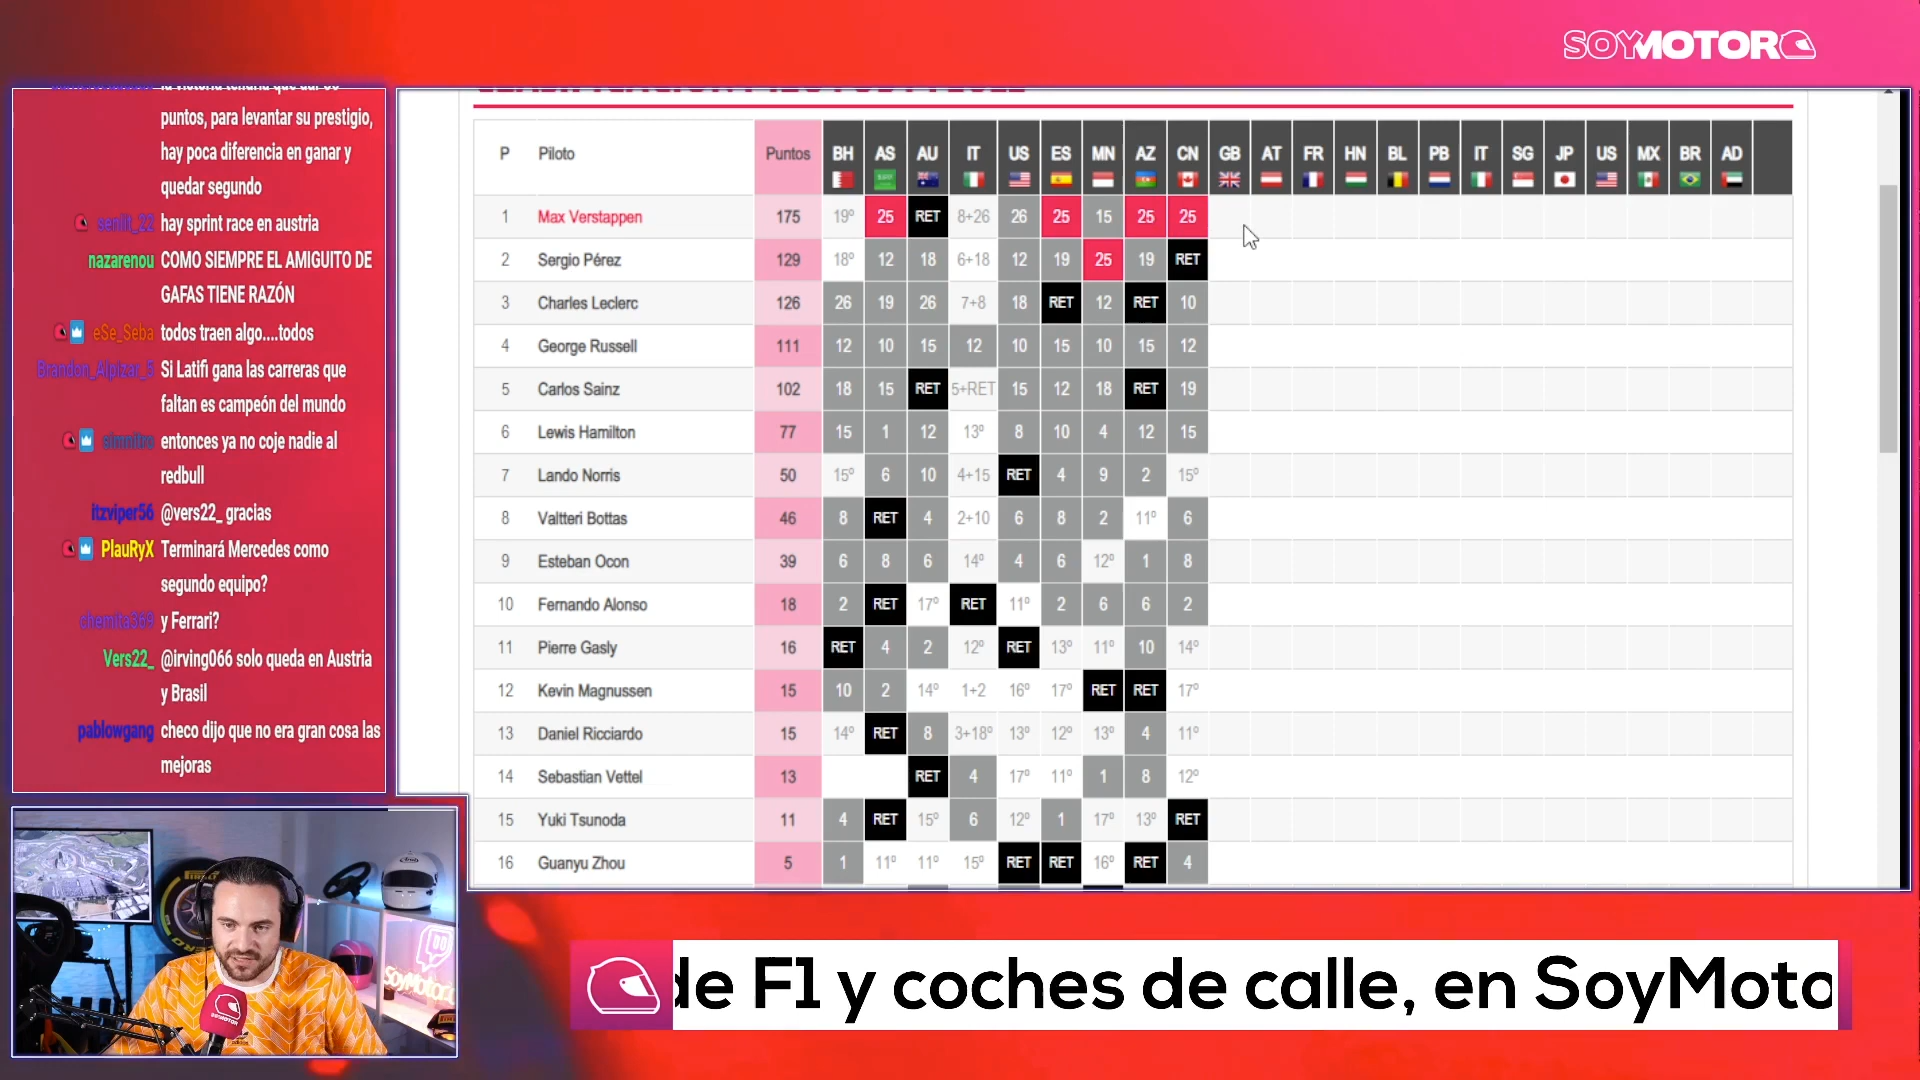 SOYMOTOR
puntos, para levantar su prestigio,
hay poca diferencia en ganar y
quedar segundo
senlit_22 hay sprint race en austria
nazarenou COMO SIEMPRE EL AMIGUITO DE
GAFAS TIENE RAZÓN
eSe_Seba todos traen algo....todos
Brandon_Alpizar_5 Si Latifi gana las carreras que
faltan es campeón del mundo
entonces ya no coje nadie al
redbull
itzviper56 @vers22_ gracias
PlauRyX Terminará Mercedes como
segundo equipo?
chemita369 y Ferrari?
Vers22_ @irving066 solo queda en Austria
y Brasil
pablowgang checo dijo que no era gran cosa las
mejoras
P Piloto Puntos BH AS AU IT US ES MN AZ CN GB AT FR HN BL PB IT SG JP US MX BR AD
1 Max Verstappen 175 19º 25 RET 8+26 26 25 15 25 25
2 Sergio Pérez 129 18º 12 18 6+18 12 19 25 19 RET
3 Charles Leclerc 126 26 19 26 7+8 18 RET 12 RET 10
4 George Russell 111 12 10 15 12 10 15 10 15 12
5 Carlos Sainz 102 18 15 RET 5+RET 15 12 18 RET 19
6 Lewis Hamilton 77 15 1 12 13º 8 10 4 12 15
7 Lando Norris 50 15º 6 10 4+15 RET 4 9 2 15º
8 Valtteri Bottas 46 8 RET 4 2+10 6 8 2 11º 6
9 Esteban Ocon 39 6 8 6 14º 4 6 12º 1 8
10 Fernando Alonso 18 2 RET 17º RET 11º 2 6 6 2
11 Pierre Gasly 16 RET 4 2 12º RET 13º 11º 10 14º
12 Kevin Magnussen 15 10 2 14º 1+2 16º 17º RET RET 17º
13 Daniel Ricciardo 15 14º RET 8 3+18º 13º 12º 13º 4 11º
14 Sebastian Vettel 13 RET 4 17º 11º 1 8 12º
15 Yuki Tsunoda 11 4 RET 15º 6 12º 1 17º 13º RET
16 Guanyu Zhou 5 1 11º 11º 15º RET RET 16º RET 4
SoyMotor
de F1 y coches de calle, en SoyMoto